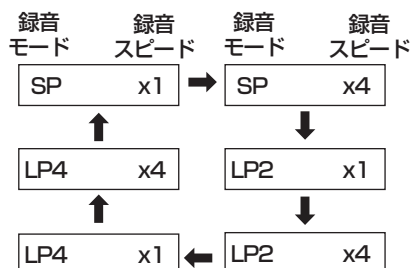 録音 録音 録音 録音
モード スピード モード スピード
SP x1 SP x4
LP4 x4 LP2 x1
LP4 x1 LP2 x4